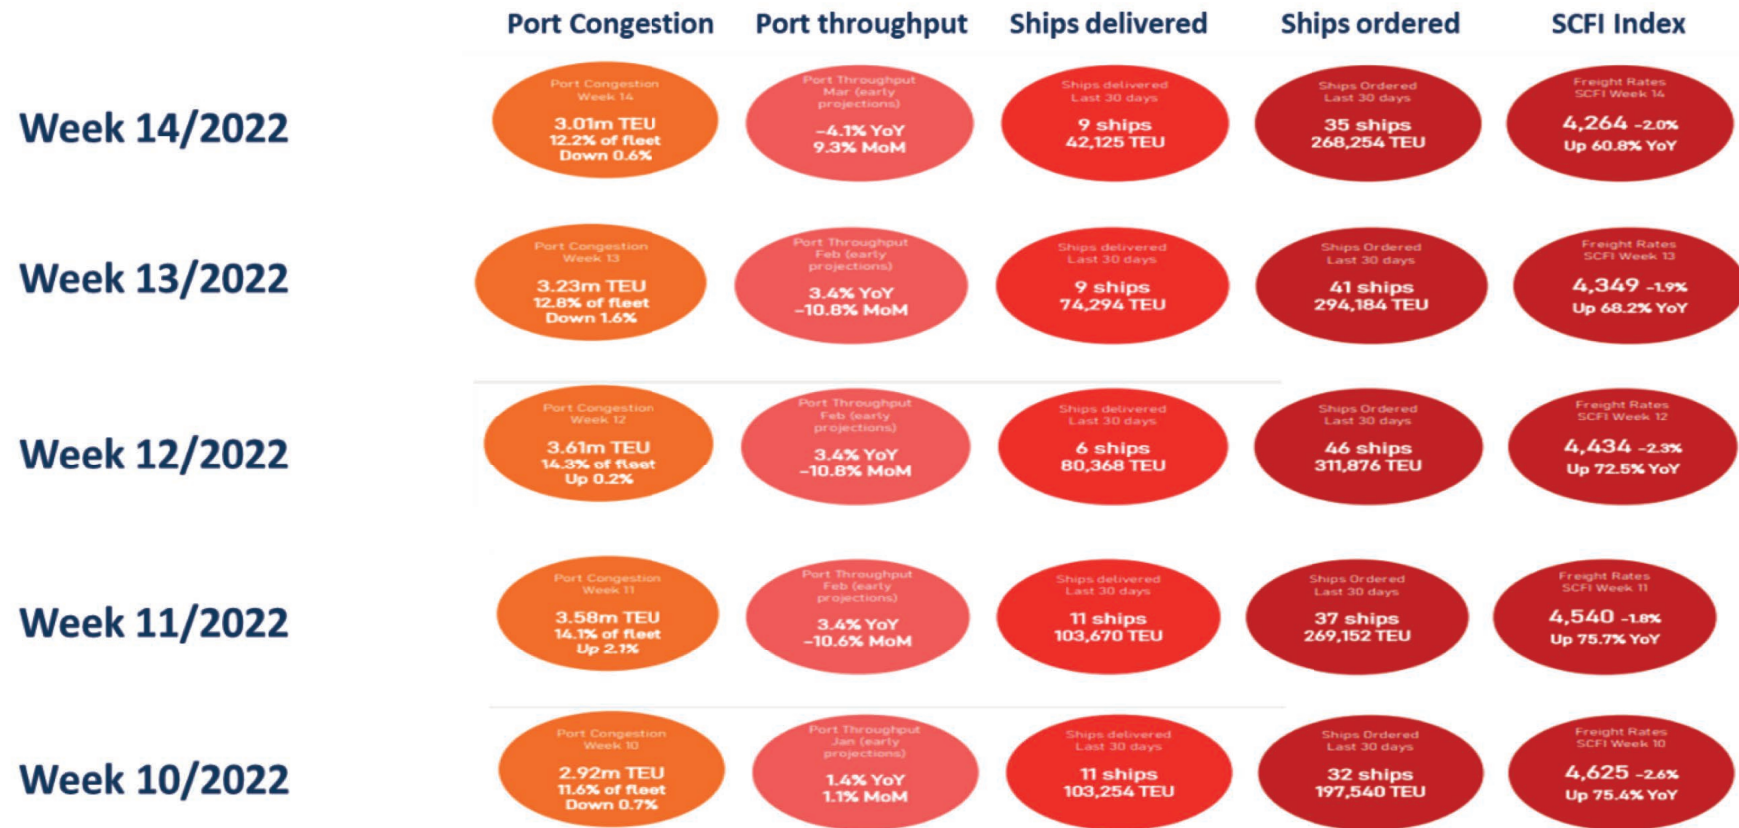 Port Congestion Port throughput Ships delivered Ships ordered SCFI Index
Week 14/2022
Port Congestion
Week 14
3.01m TEU
12.2% of fleet
Down 0.6%
Port Throughput
Mar (early
projections)
-4.1% YoY
9.3% MoM
Ships delivered
Last 30 days
9 ships
42,125 TEU
Ships Ordered
Last 30 days
35 ships
268,254 TEU
Freight Rates
SCFI Week 14
4,264 -2.0%
Up 60.8% YoY
Week 13/2022
Port Congestion
Week 13
3.23m TEU
12.8% of fleet
Down 1.6%
Port Throughput
Feb (early
projections)
3.4% YoY
-10.8% MoM
Ships delivered
Last 30 days
9 ships
74,294 TEU
Ships Ordered
Last 30 days
41 ships
294,184 TEU
Freight Rates
SCFI Week 13
4,349 -1.9%
Up 68.2% YoY
Week 12/2022
Port Congestion
Week 12
3.61m TEU
14.3% of fleet
Up 0.2%
Port Throughput
Feb (early
projections)
3.4% YoY
-10.8% MoM
Ships delivered
Last 30 days
6 ships
80,368 TEU
Ships Ordered
Last 30 days
46 ships
311,876 TEU
Freight Rates
SCFI Week 12
4,434 -2.3%
Up 72.5% YoY
Week 11/2022
Port Congestion
Week 11
3.58m TEU
14.1% of fleet
Up 2.1%
Port Throughput
Feb (early
projections)
3.4% YoY
-10.6% MoM
Ships delivered
Last 30 days
11 ships
103,670 TEU
Ships Ordered
Last 30 days
37 ships
269,152 TEU
Freight Rates
SCFI Week 11
4,540 -1.8%
Up 75.7% YoY
Week 10/2022
Port Congestion
Week 10
2.92m TEU
11.6% of fleet
Down 0.7%
Port Throughput
Jan (early
projections)
1.4% YoY
1.1% MoM
Ships delivered
Last 30 days
11 ships
103,254 TEU
Ships Ordered
Last 30 days
32 ships
197,540 TEU
Freight Rates
SCFI Week 10
4,625 -2.6%
Up 75.4% YoY